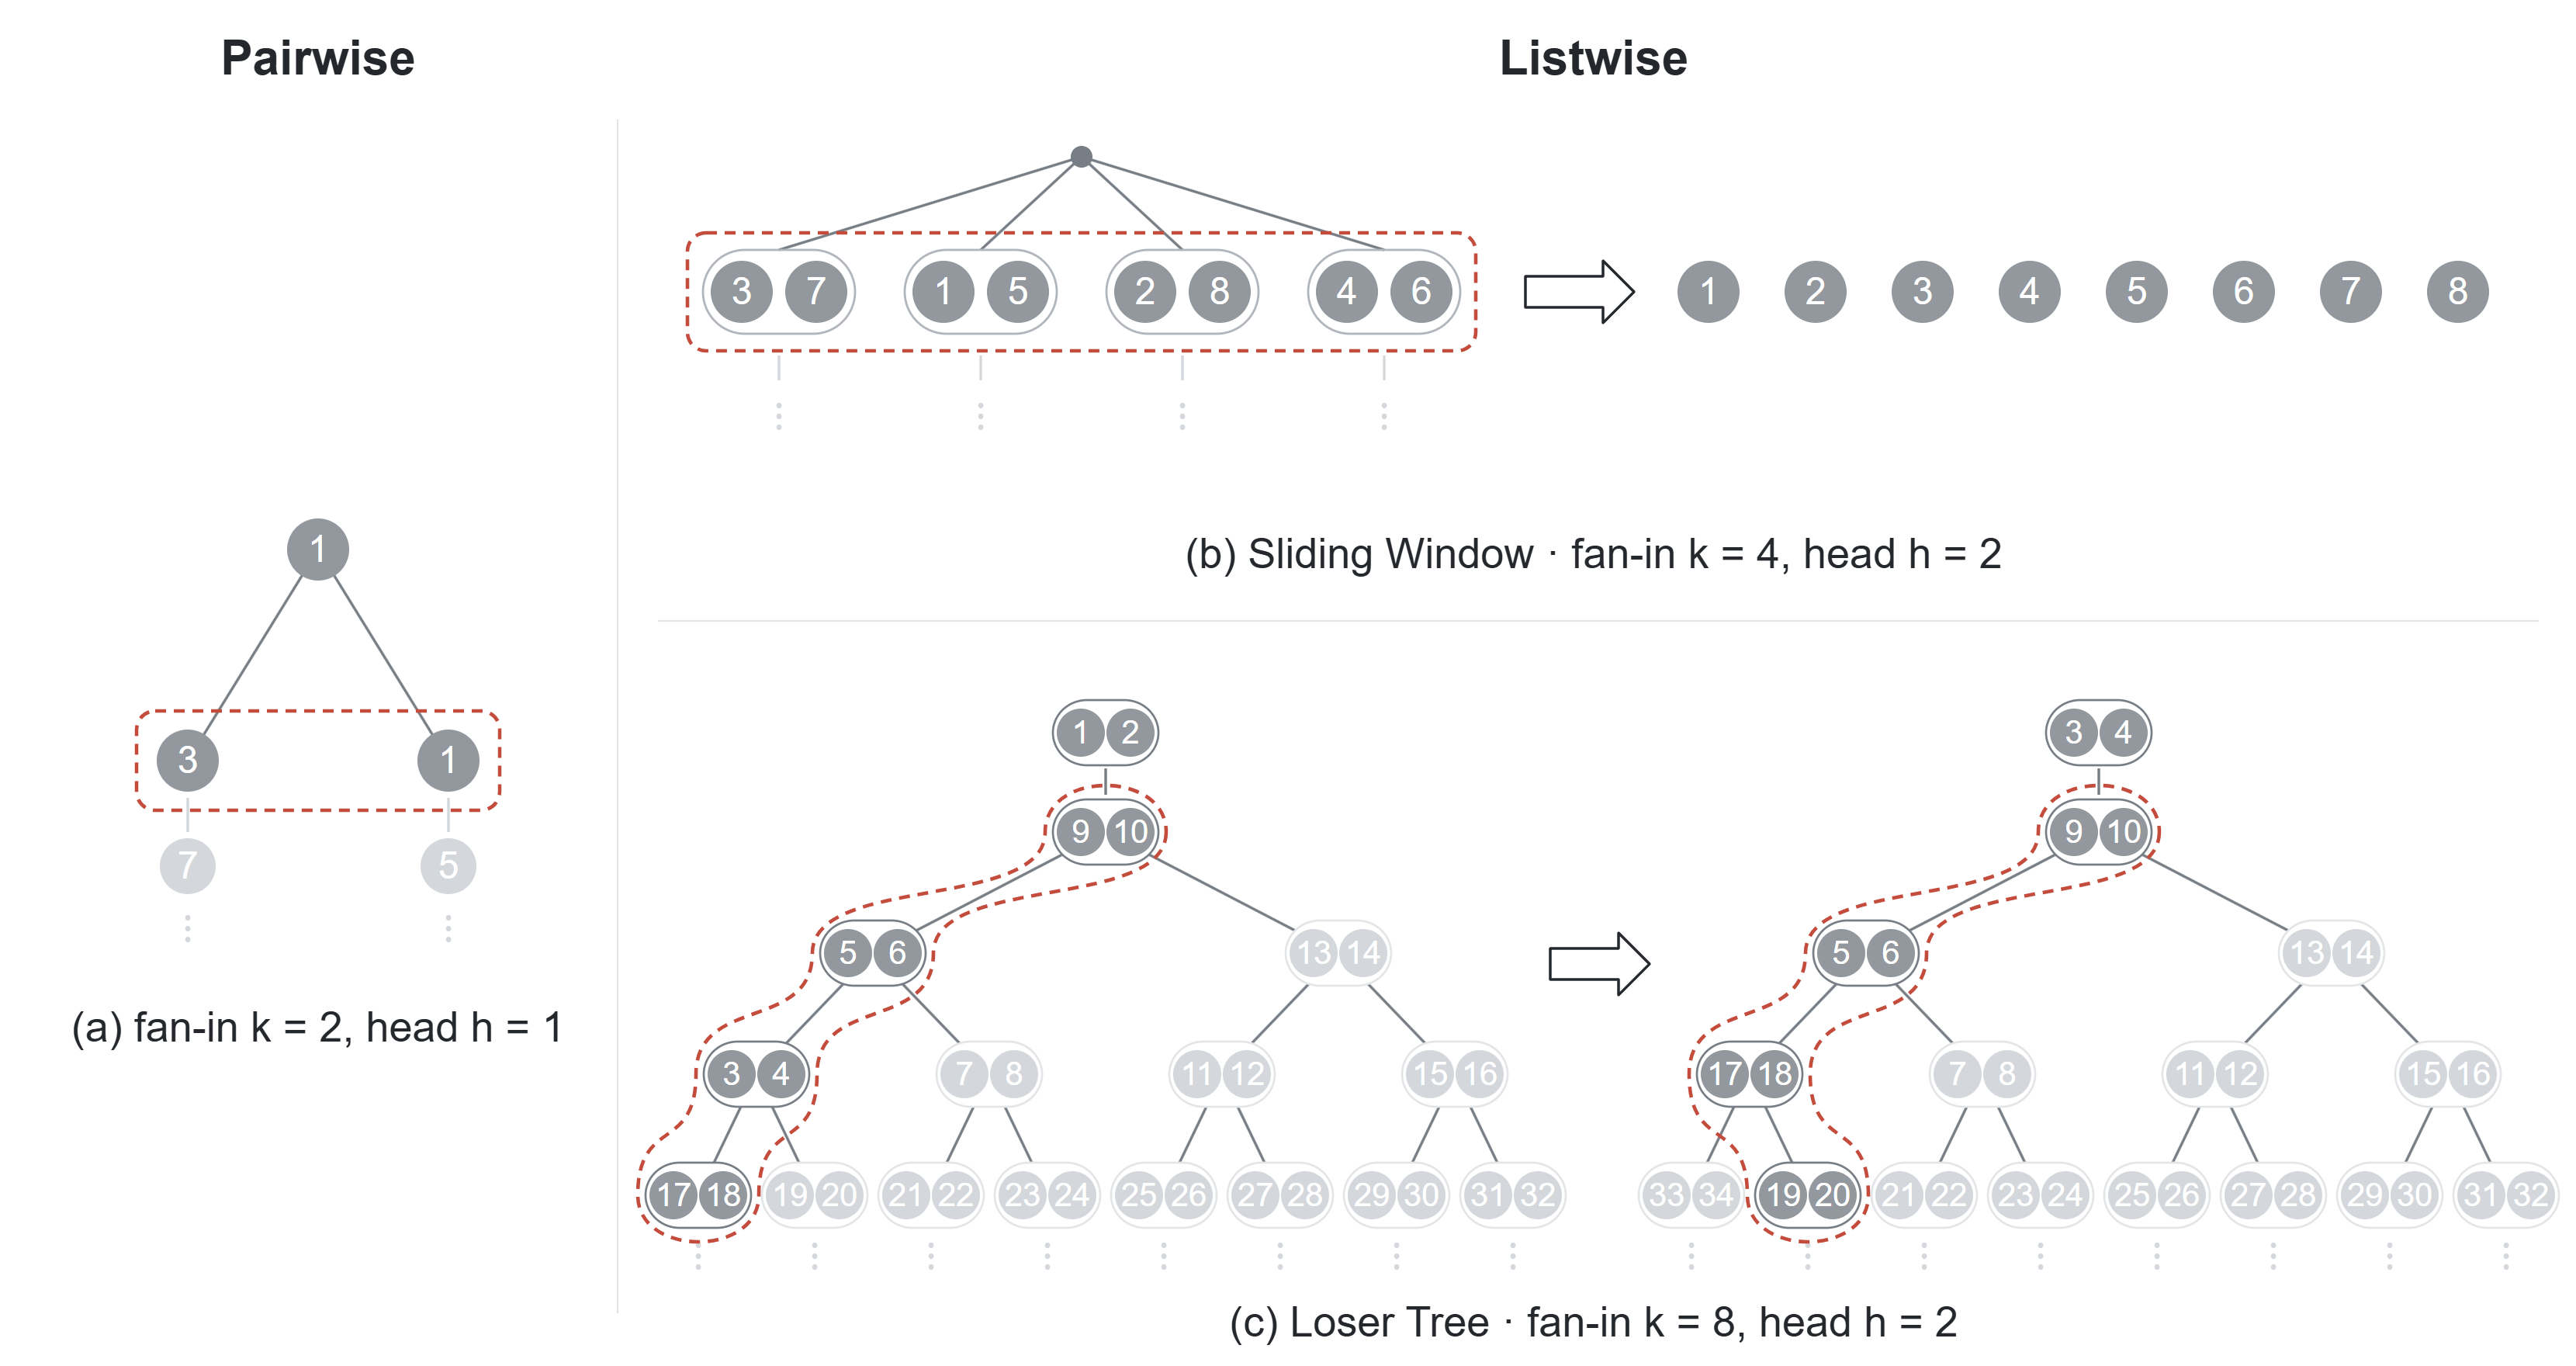 Pairwise
Listwise
1
3 1
7 5
(a) fan-in k = 2, head h = 1
3 7 1 5 2 8 4 6
1 2 3 4 5 6 7 8
(b) Sliding Window · fan-in k = 4, head h = 2
1 2
9 10
5 6 13 14
3 4 7 8 11 12 15 16
17 18 19 20 21 22 23 24 25 26 27 28 29 30 31 32
3 4
9 10
5 6 13 14
17 18 7 8 11 12 15 16
33 34 19 20 21 22 23 24 25 26 27 28 29 30 31 32
(c) Loser Tree · fan-in k = 8, head h = 2